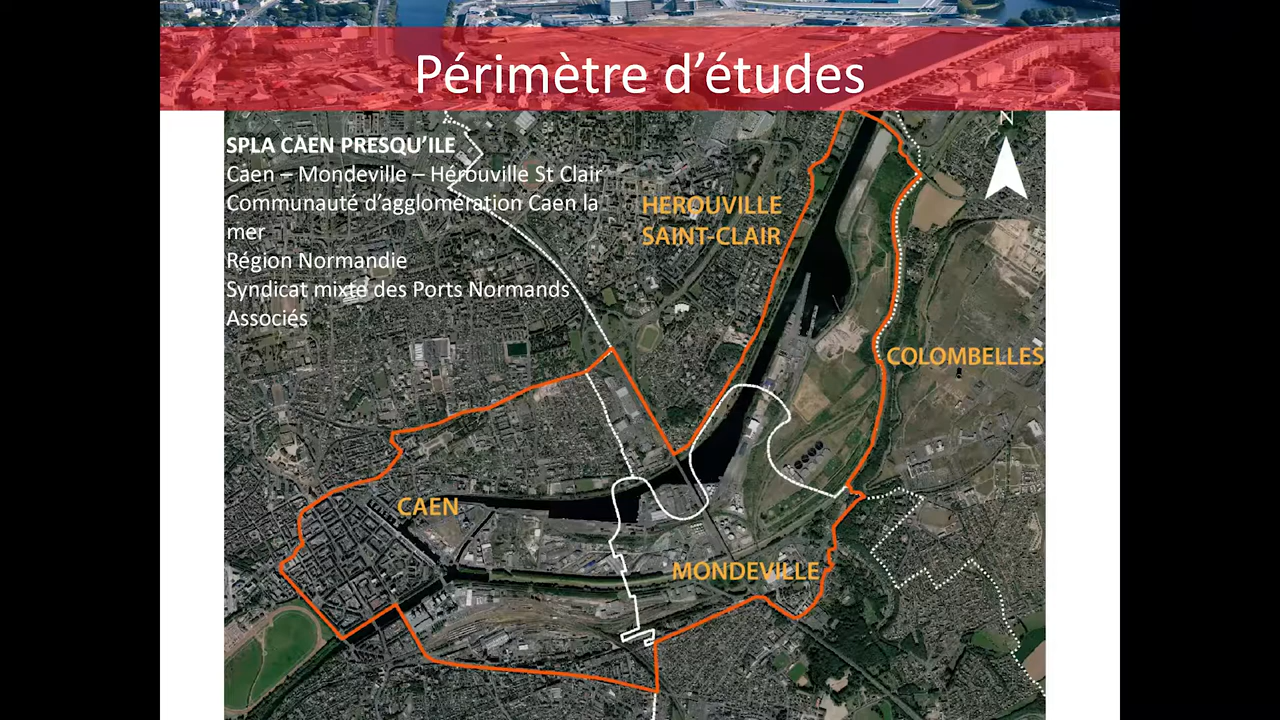 Périmètre d’études
N
SPLA CAEN PRESQU’ILE
Caen – Mondeville – Hérouville St Clair
Communauté d’agglomération Caen la
mer
Région Normandie
Syndicat mixte des Ports Normands
Associés
HEROUVILLE
SAINT-CLAIR
COLOMBELLES
CAEN
MONDEVILLE